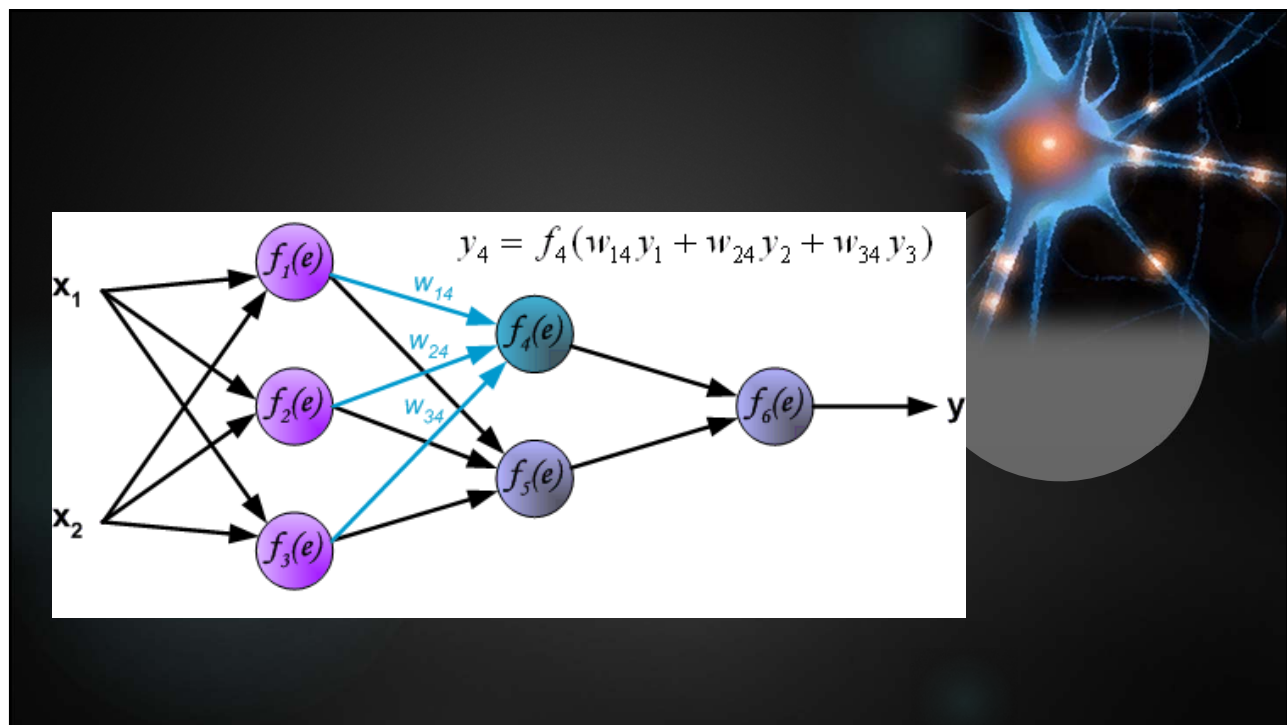 y₄ = f₄(w₁₄y₁ + w₂₄y₂ + w₃₄y₃)
f₁(e)
x₁
w₁₄
f₄(e)
w₂₄
f₂(e)
w₃₄
f₆(e)
y
f₅(e)
x₂
f₃(e)